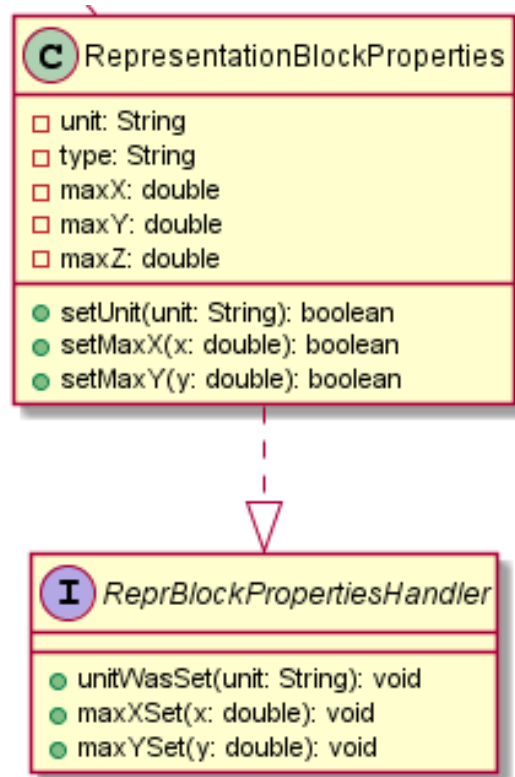 C RepresentationBlockProperties
unit: String
type: String
maxX: double
maxY: double
maxZ: double
setUnit(unit: String): boolean
setMaxX(x: double): boolean
setMaxY(y: double): boolean
I ReprBlockPropertiesHandler
unitWasSet(unit: String): void
maxXSet(x: double): void
maxYSet(y: double): void